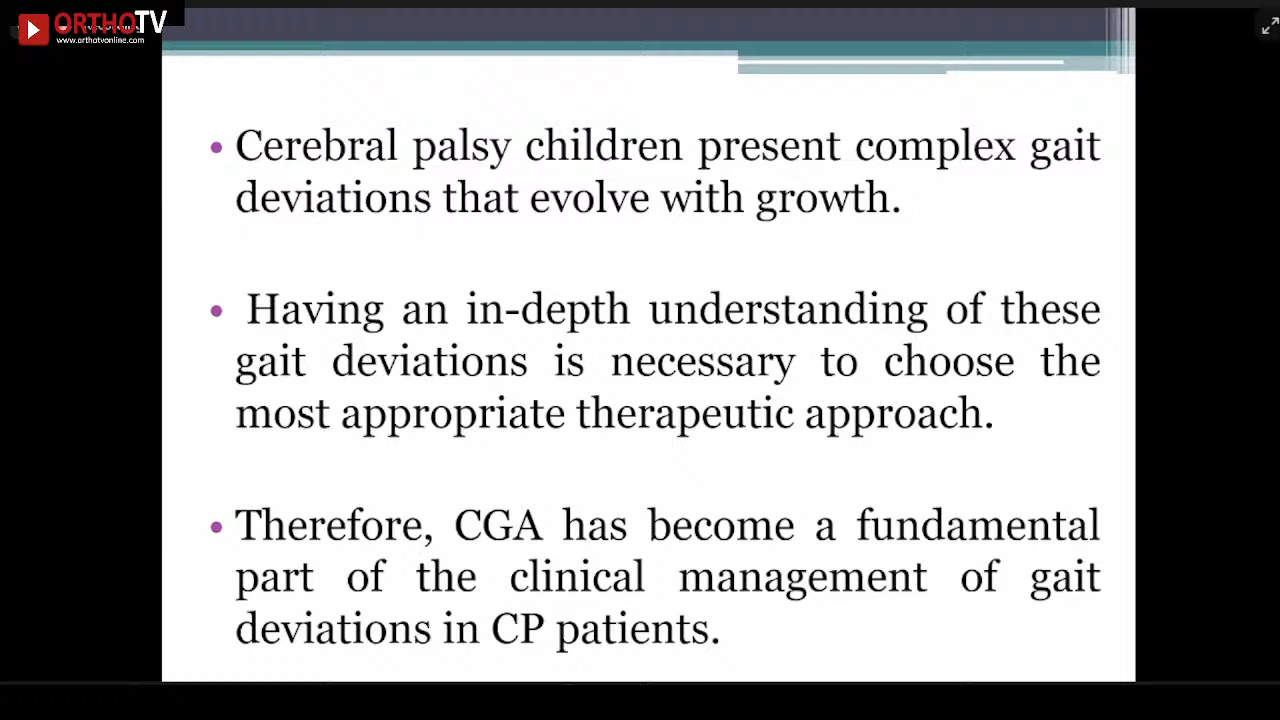 ORTHOTV
www.orthotvonline.com
• Cerebral palsy children present complex gait
deviations that evolve with growth.
• Having an in-depth understanding of these
gait deviations is necessary to choose the
most appropriate therapeutic approach.
• Therefore, CGA has become a fundamental
part of the clinical management of gait
deviations in CP patients.